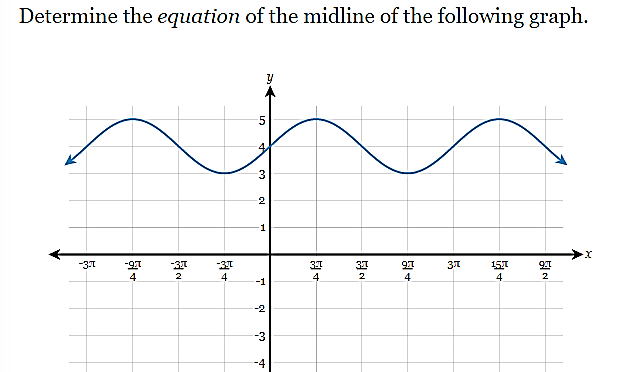 Determine the equation of the midline of the following graph.
y
5
4
3
2
1
x
-3π
-9π/4
-3π/2
-3π/4
3π/4
3π/2
9π/4
3π
15π/4
9π/2
-1
-2
-3
-4